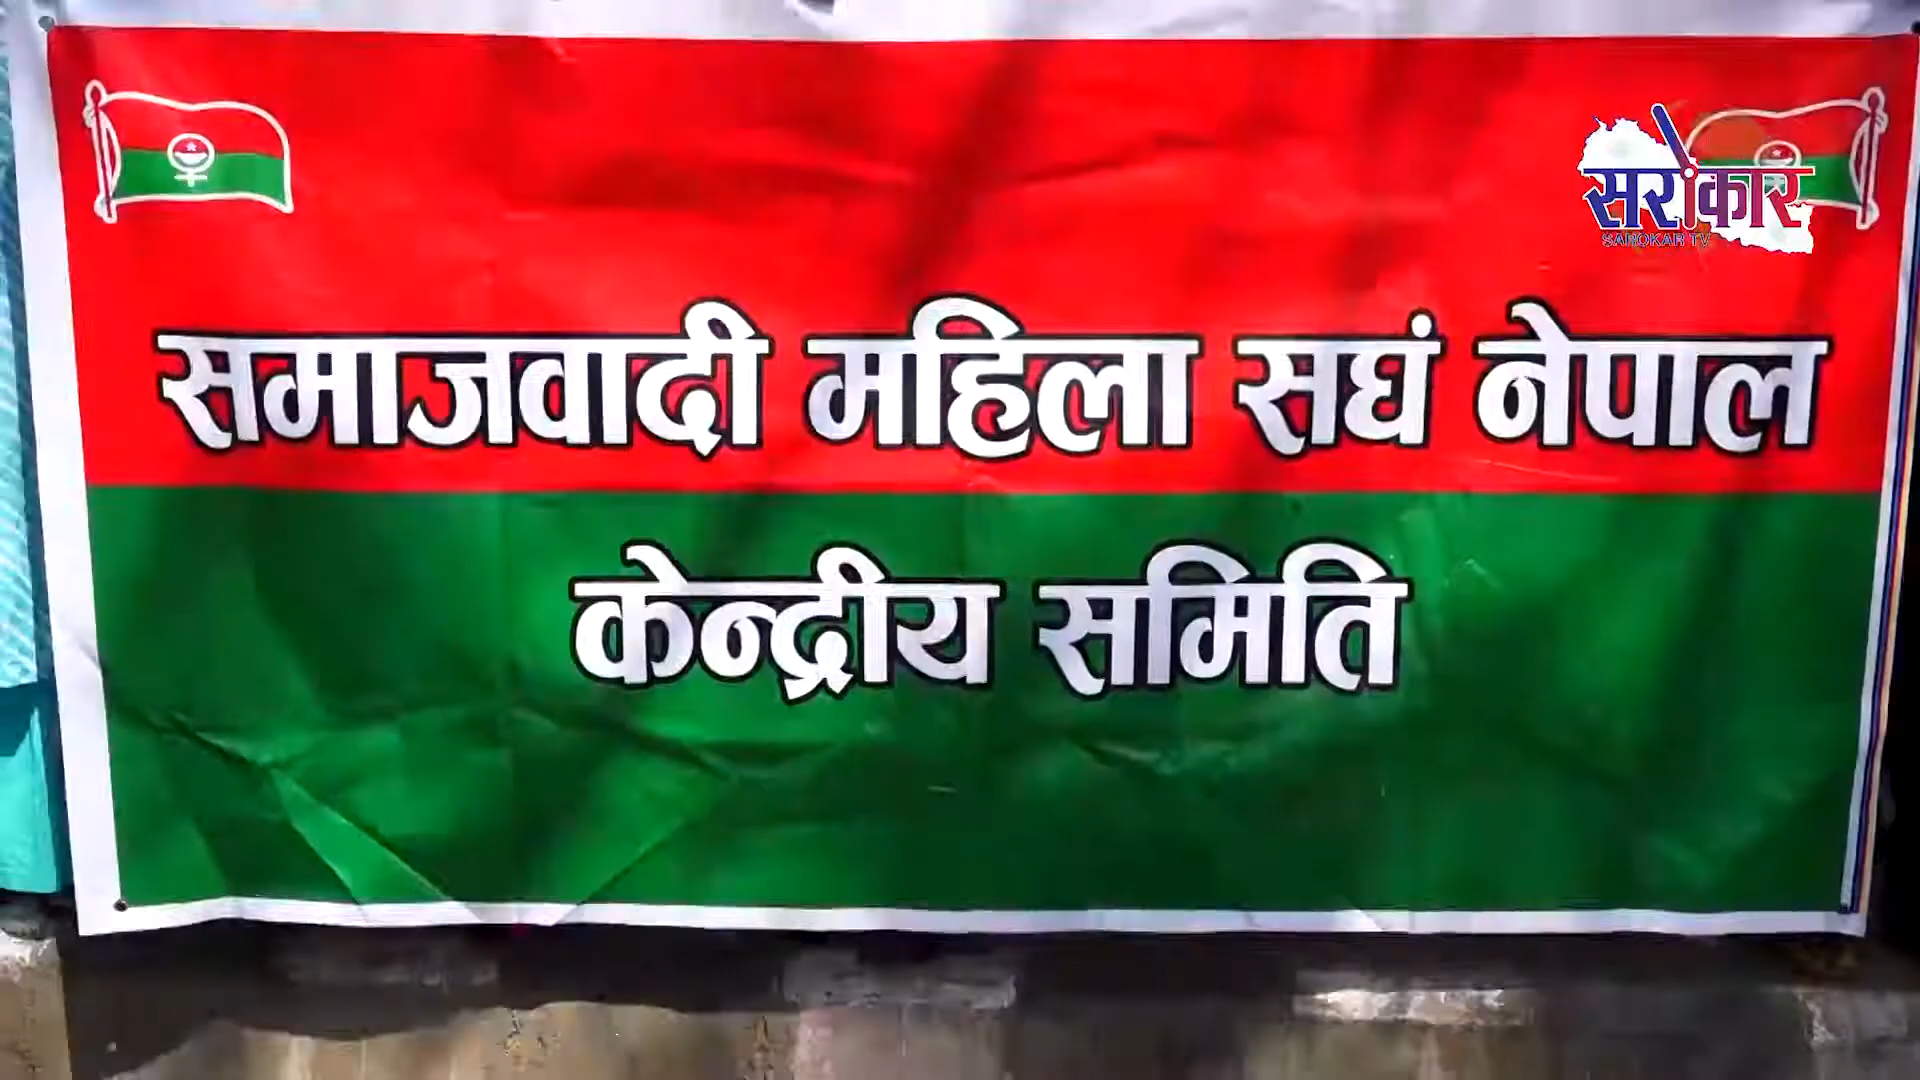 सरोकार
SAROKAR TV
समाजवादी महिला सघं नेपाल
केन्द्रीय समिति